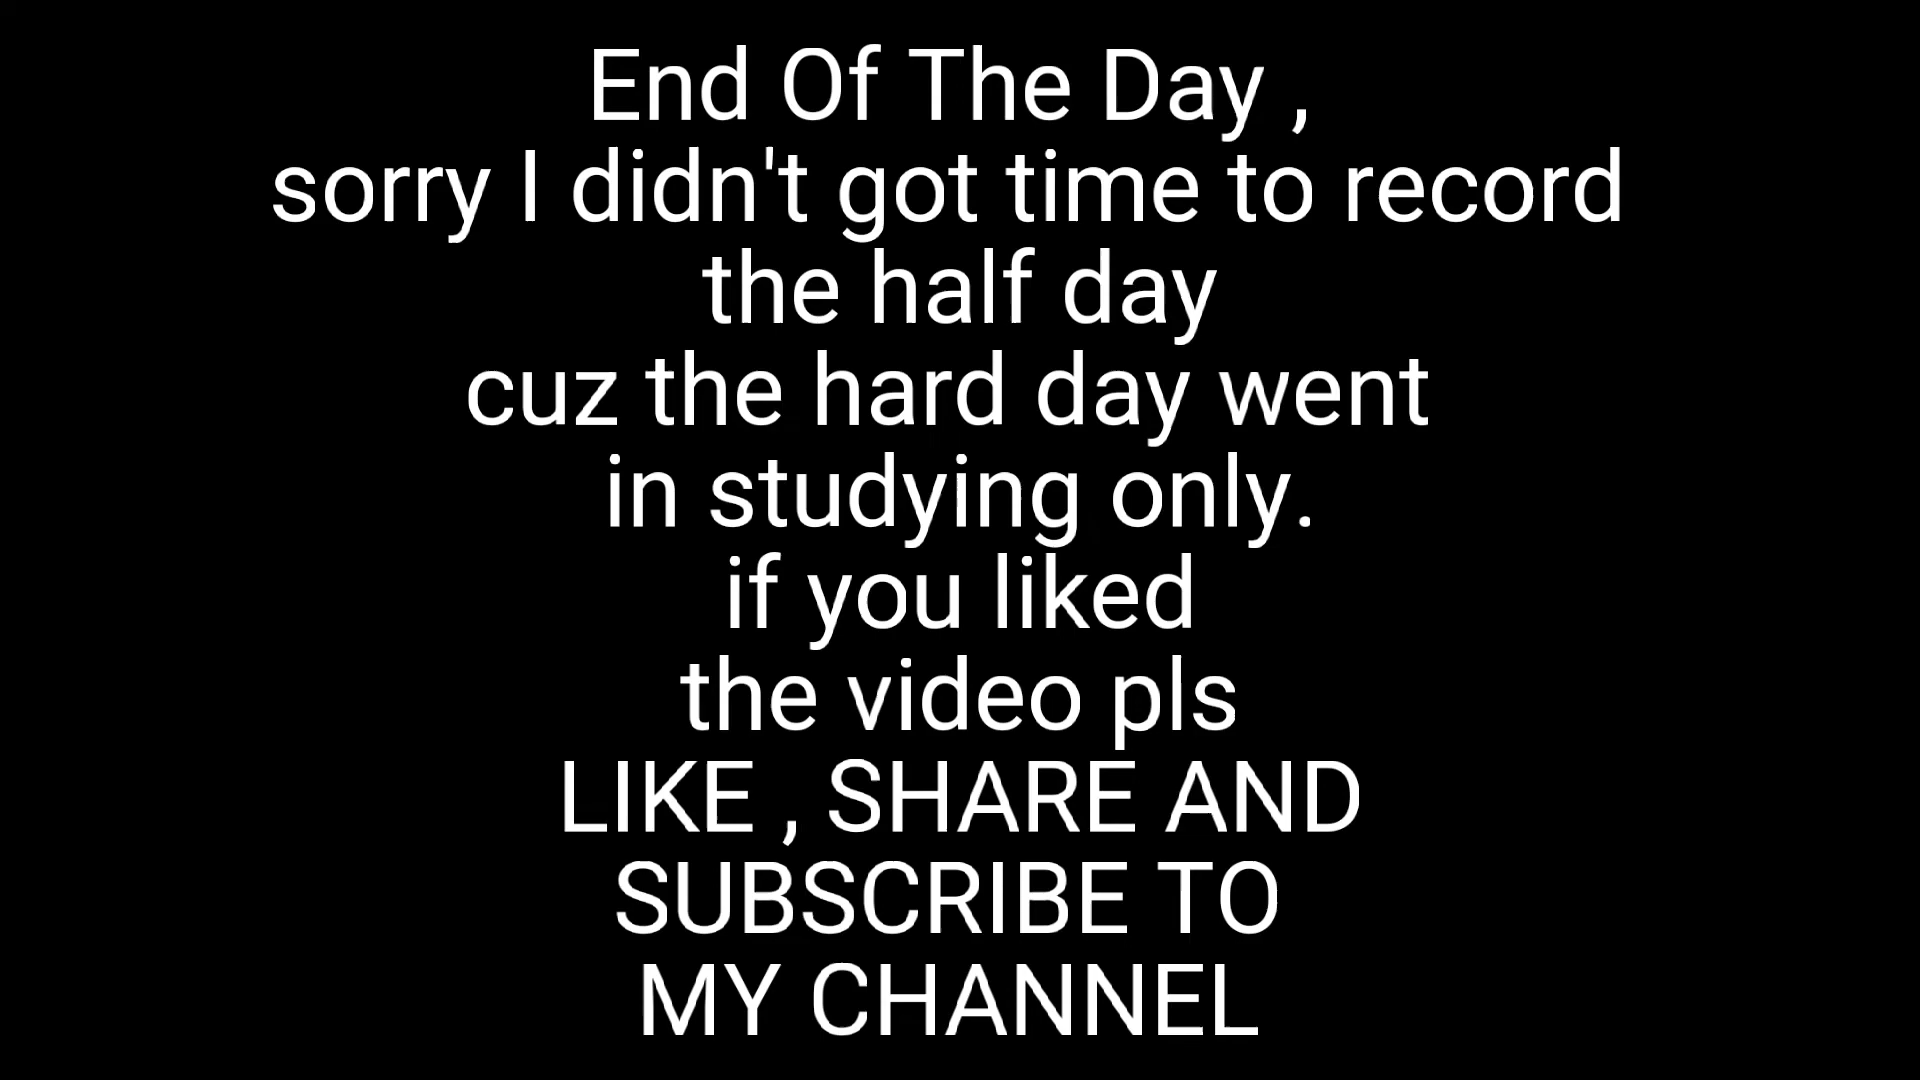 End Of The Day ,
sorry I didn't got time to record
the half day
cuz the hard day went
in studying only.
if you liked
the video pls
LIKE , SHARE AND
SUBSCRIBE TO
MY CHANNEL